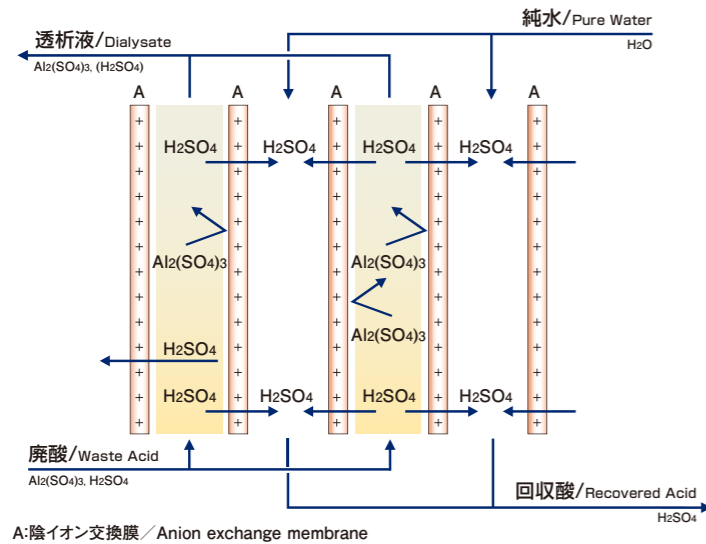 透析液/Dialysate
Al2(SO4)3, (H2SO4)
純水/Pure Water
H2O
A A A A A
H2SO4 H2SO4 H2SO4 H2SO4
Al2(SO4)3 Al2(SO4)3
Al2(SO4)3
H2SO4
H2SO4 H2SO4 H2SO4 H2SO4
廃酸/Waste Acid
Al2(SO4)3, H2SO4
回収酸/Recovered Acid
H2SO4
A:陰イオン交換膜/Anion exchange membrane